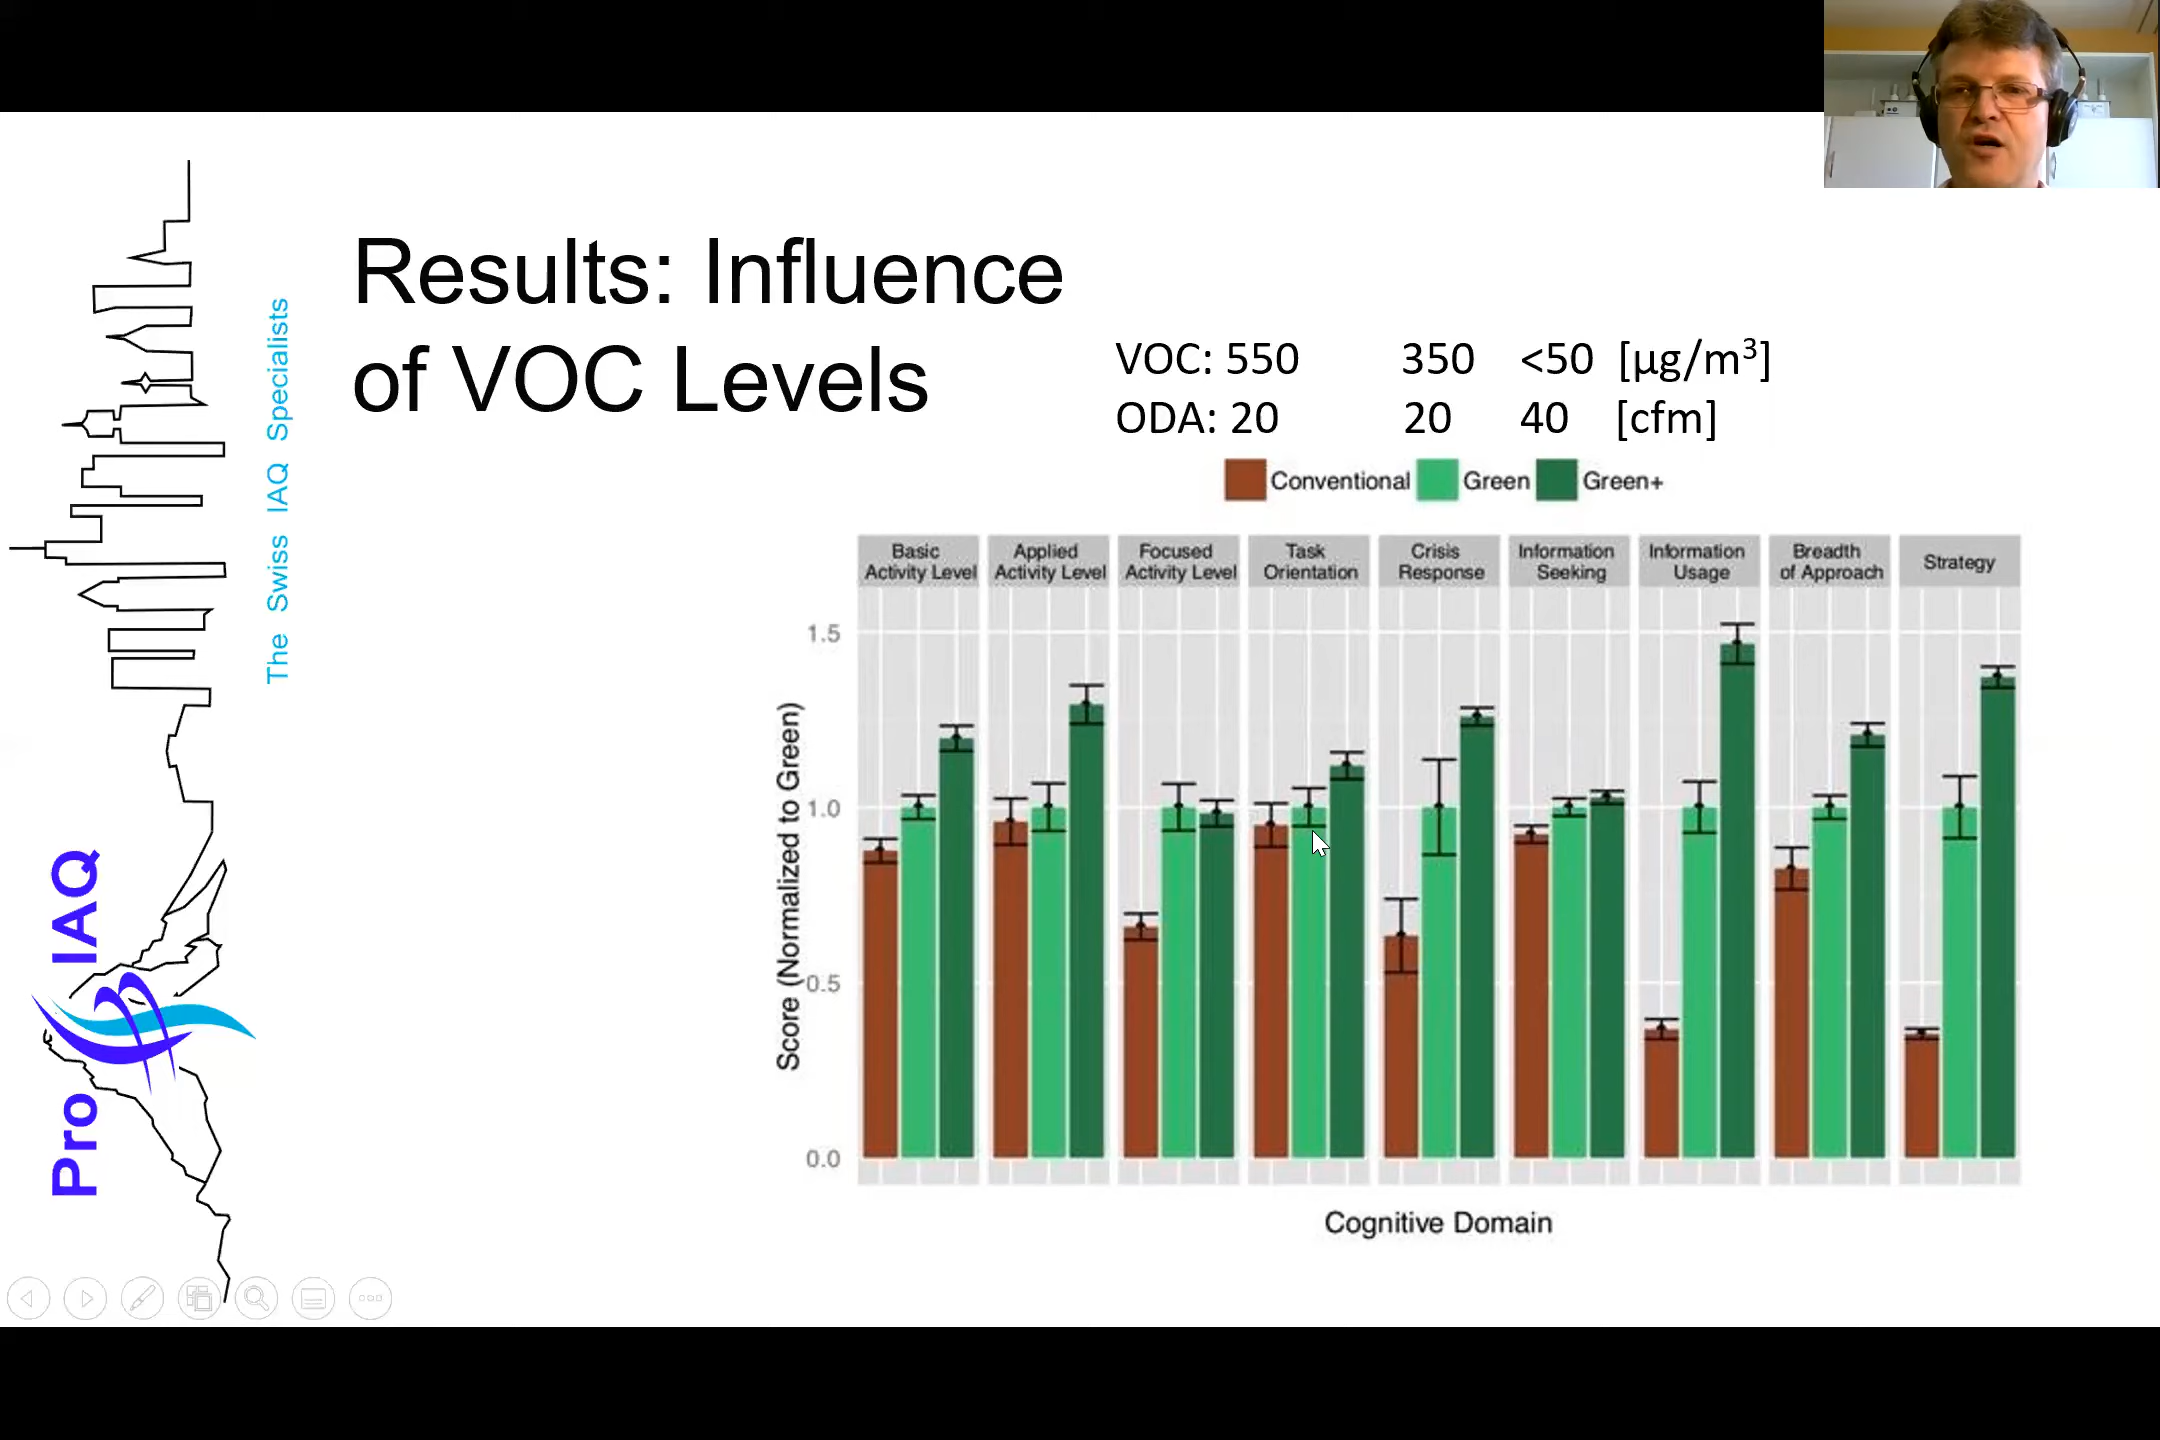 Results: Influence
of VOC Levels
VOC: 550 350 <50 [µg/m³]
ODA: 20 20 40 [cfm]
Conventional Green Green+
Basic
Activity Level
Applied
Activity Level
Focused
Activity Level
Task
Orientation
Crisis
Response
Information
Seeking
Information
Usage
Breadth
of Approach
Strategy
1.5
1.0
0.5
0.0
Score (Normalized to Green)
Cognitive Domain
The Swiss IAQ Specialists
Pro IAQ